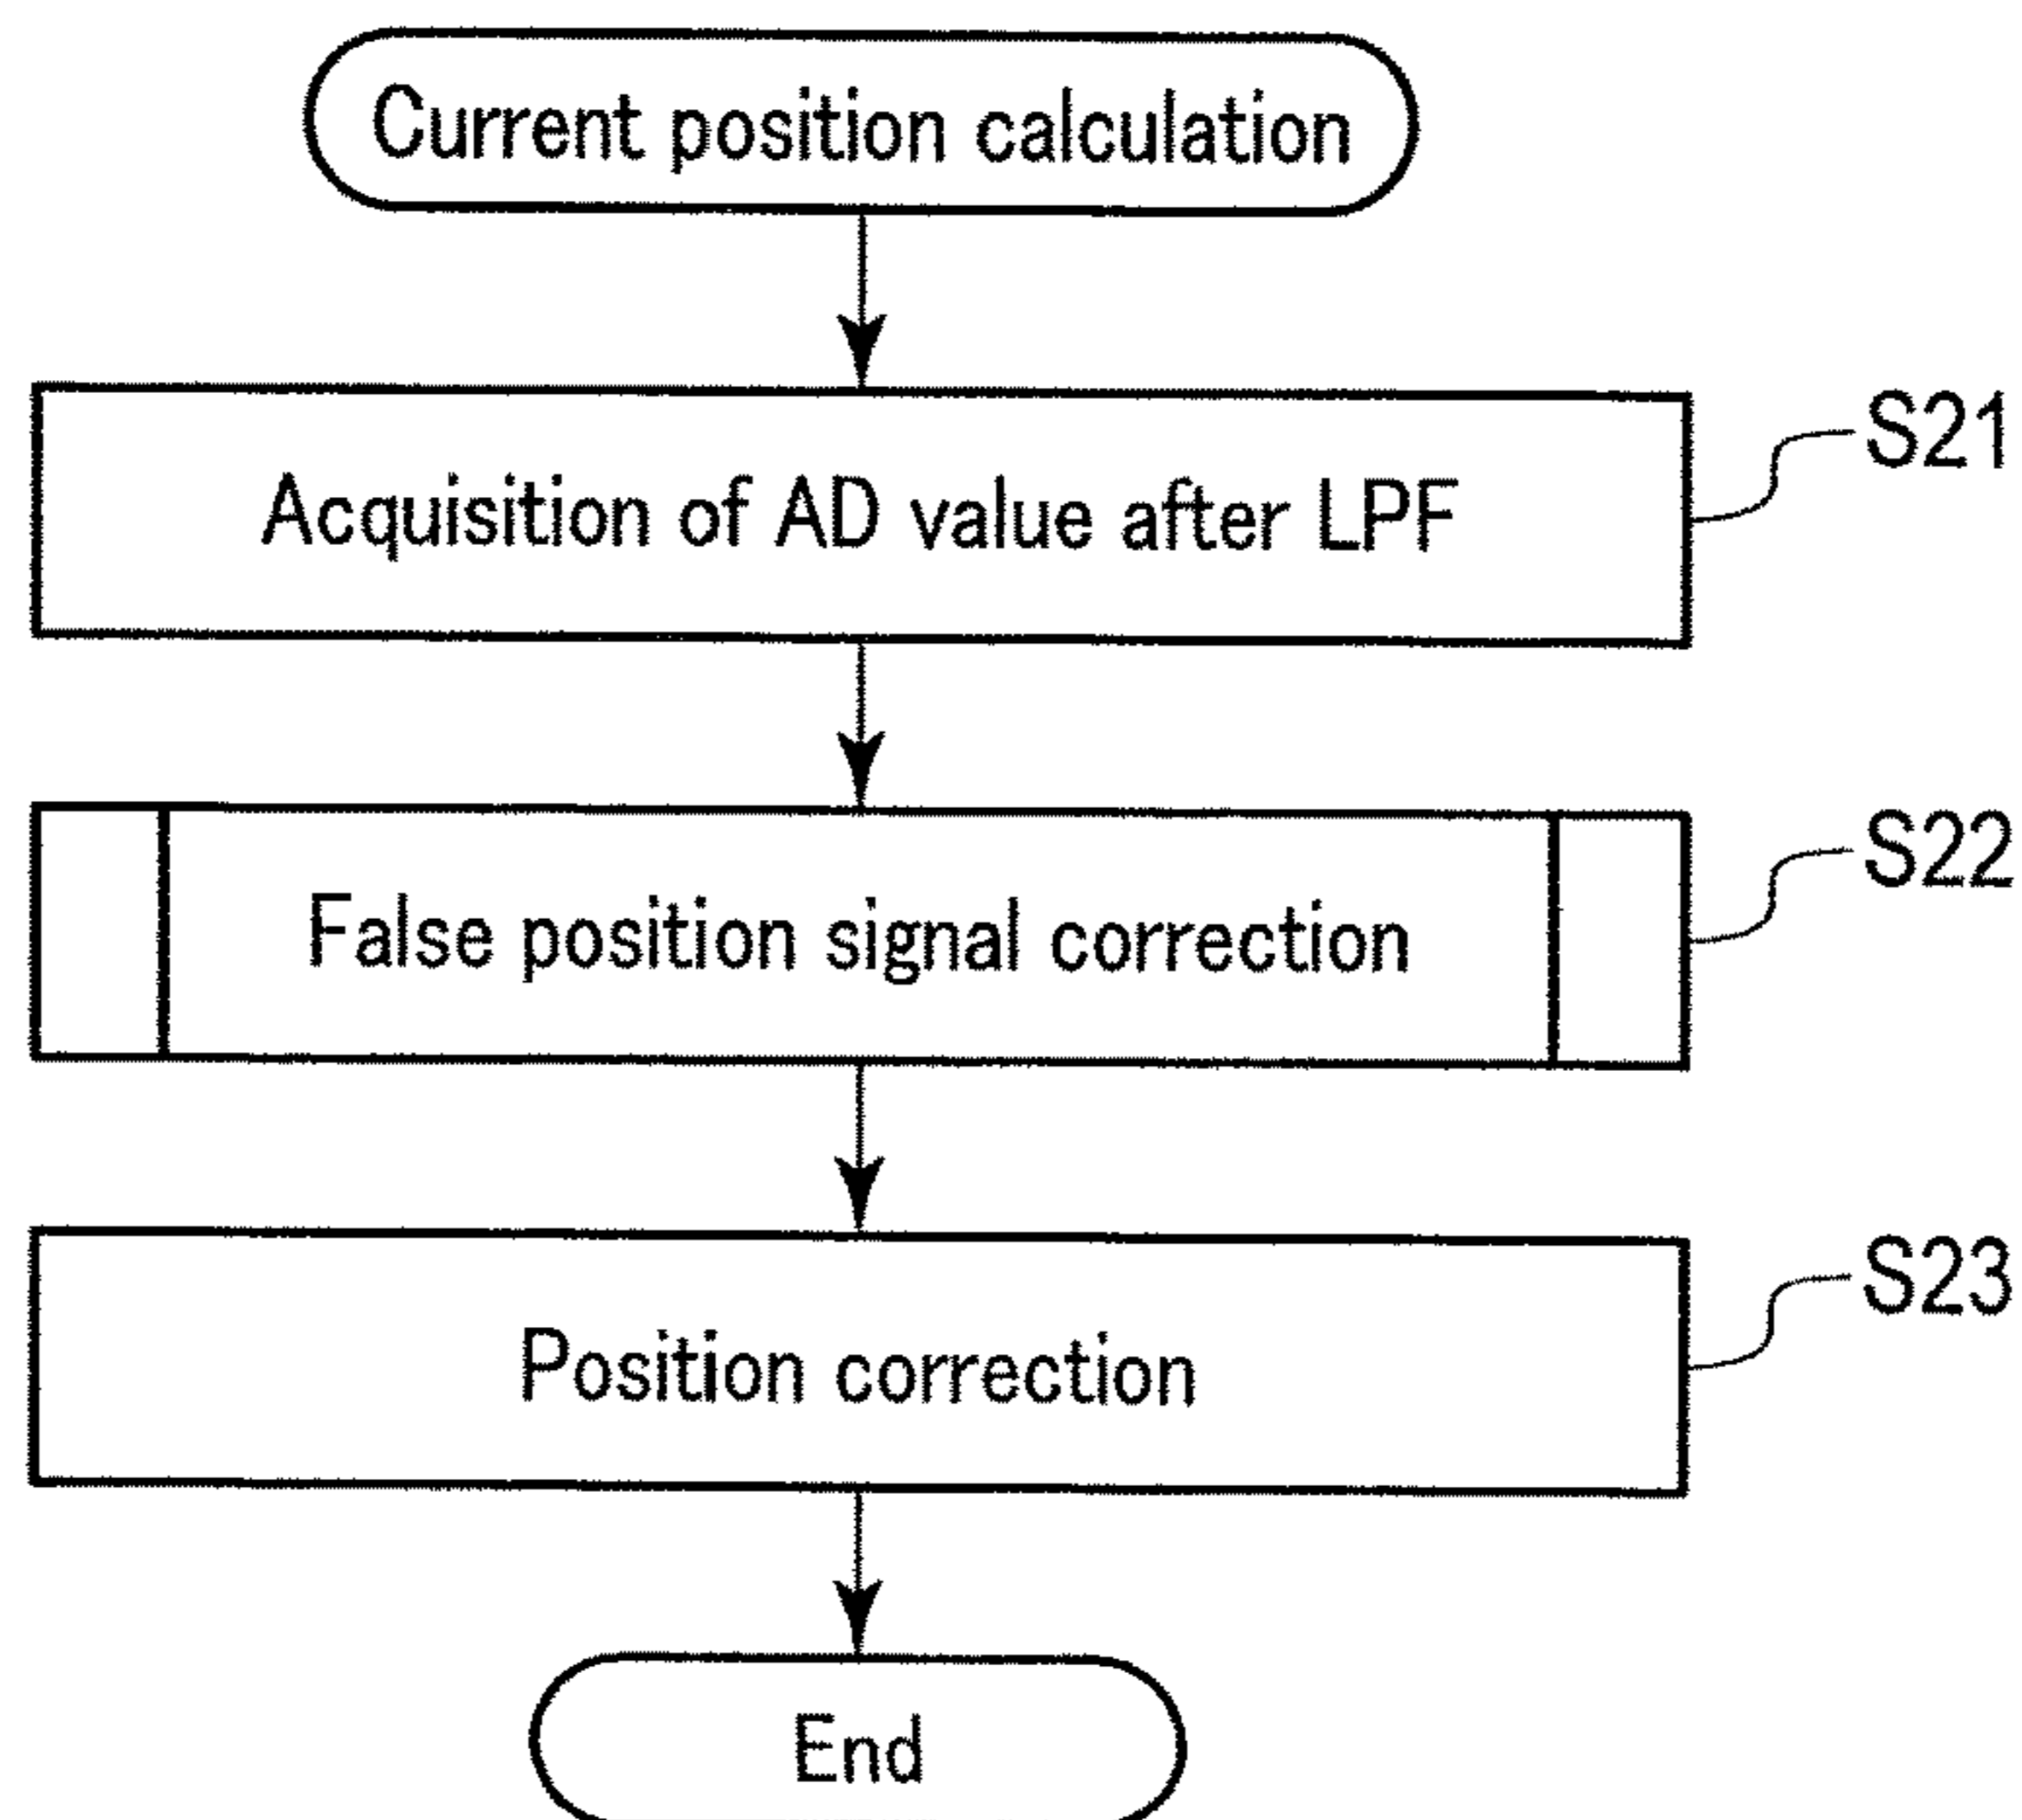 Current position calculation
Acquisition of AD value after LPF
S21
False position signal correction
S22
Position correction
S23
End